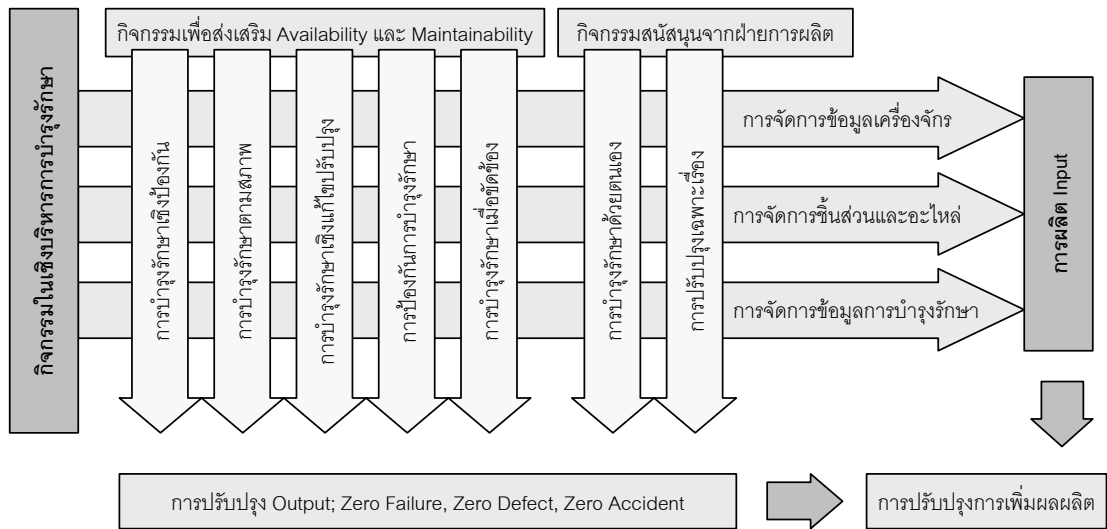 กิจกรรมเพื่อส่งเสริม Availability และ Maintainability
กิจกรรมสนัสนุนจากฝ่ายการผลิต
กิจกรรมในเชิงบริหารการบำรุงรักษา
การบำรุงรักษาเชิงป้องกัน
การบำรุงรักษาตามสภาพ
การบำรุงรักษาเชิงแก้ไขปรับปรุง
การป้องกันการบำรุงรักษา
การบำรุงรักษาเมื่อขัดข้อง
การบำรุงรักษาด้วยตนเอง
การปรับปรุงเฉพาะเรื่อง
การจัดการข้อมูลเครื่องจักร
การจัดการชิ้นส่วนและอะไหล่
การจัดการข้อมูลการบำรุงรักษา
การผลิต Input
การปรับปรุง Output; Zero Failure, Zero Defect, Zero Accident
การปรับปรุงการเพิ่มผลผลิต